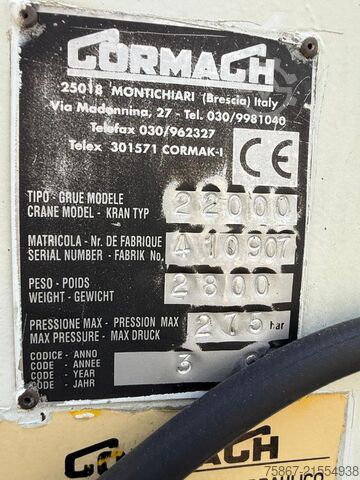 CORMACH
25018 MONTICHIARI (Brescia) Italy
Via Madonnina, 27 - Tel. 030/9981040
Telefax 030/962327
Telex 301571 CORMAK-I
CE
TIPO - GRUE MODELE
CRANE MODEL - KRAN TYP
22000
MATRICOLA - Nr. DE FABRIQUE
SERIAL NUMBER - FABRIK No,
410907
PESO - POIDS
WEIGHT - GEWICHT
2800
PRESSIONE MAX - PRESSION MAX
MAX PRESSURE - MAX DRUCK
275 bar
CODICE - ANNO
CODE - ANNEE
CODE - YEAR
CODE - JAHR
3
CORMACH
75867-21554938